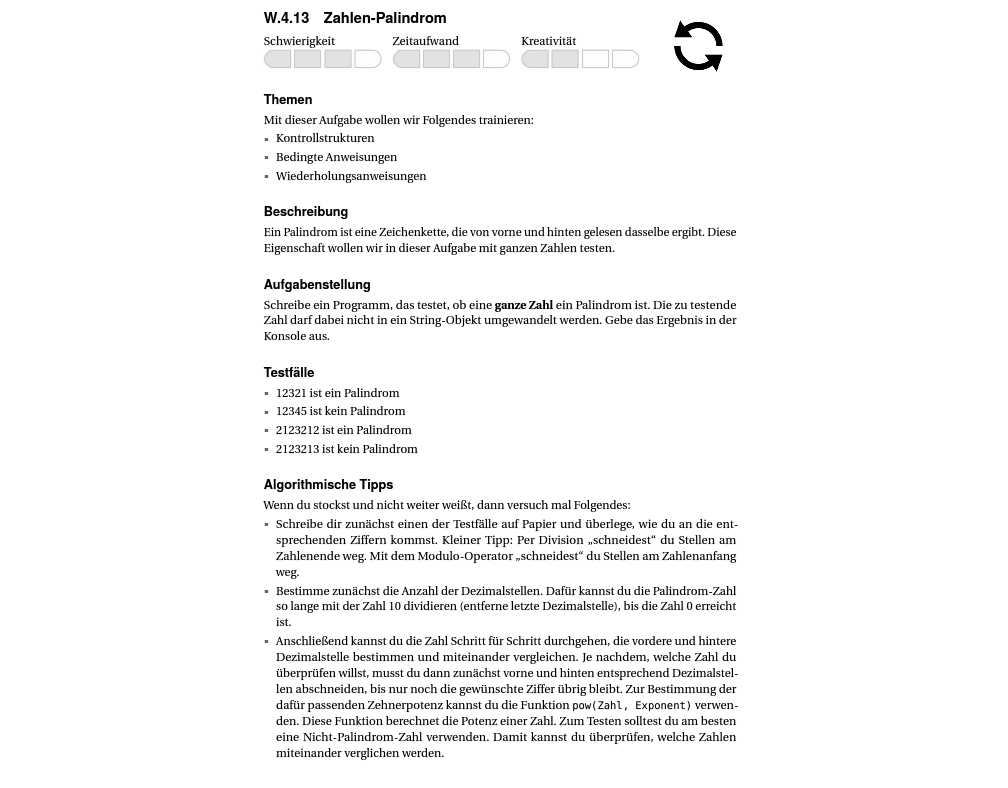 W.4.13 Zahlen-Palindrom
Schwierigkeit Zeitaufwand Kreativität
Themen
Mit dieser Aufgabe wollen wir Folgendes trainieren:
▪ Kontrollstrukturen
▪ Bedingte Anweisungen
▪ Wiederholungsanweisungen
Beschreibung
Ein Palindrom ist eine Zeichenkette, die von vorne und hinten gelesen dasselbe ergibt. Diese
Eigenschaft wollen wir in dieser Aufgabe mit ganzen Zahlen testen.
Aufgabenstellung
Schreibe ein Programm, das testet, ob eine ganze Zahl ein Palindrom ist. Die zu testende
Zahl darf dabei nicht in ein String-Objekt umgewandelt werden. Gebe das Ergebnis in der
Konsole aus.
Testfälle
▪ 12321 ist ein Palindrom
▪ 12345 ist kein Palindrom
▪ 2123212 ist ein Palindrom
▪ 2123213 ist kein Palindrom
Algorithmische Tipps
Wenn du stockst und nicht weiter weißt, dann versuch mal Folgendes:
▪ Schreibe dir zunächst einen der Testfälle auf Papier und überlege, wie du an die ent-
sprechenden Ziffern kommst. Kleiner Tipp: Per Division „schneidest“ du Stellen am
Zahlenende weg. Mit dem Modulo-Operator „schneidest“ du Stellen am Zahlenanfang
weg.
▪ Bestimme zunächst die Anzahl der Dezimalstellen. Dafür kannst du die Palindrom-Zahl
so lange mit der Zahl 10 dividieren (entferne letzte Dezimalstelle), bis die Zahl 0 erreicht
ist.
▪ Anschließend kannst du die Zahl Schritt für Schritt durchgehen, die vordere und hintere
Dezimalstelle bestimmen und miteinander vergleichen. Je nachdem, welche Zahl du
überprüfen willst, musst du dann zunächst vorne und hinten entsprechend Dezimalstel-
len abschneiden, bis nur noch die gewünschte Ziffer übrig bleibt. Zur Bestimmung der
dafür passenden Zehnerpotenz kannst du die Funktion pow(Zahl, Exponent) verwen-
den. Diese Funktion berechnet die Potenz einer Zahl. Zum Testen solltest du am besten
eine Nicht-Palindrom-Zahl verwenden. Damit kannst du überprüfen, welche Zahlen
miteinander verglichen werden.